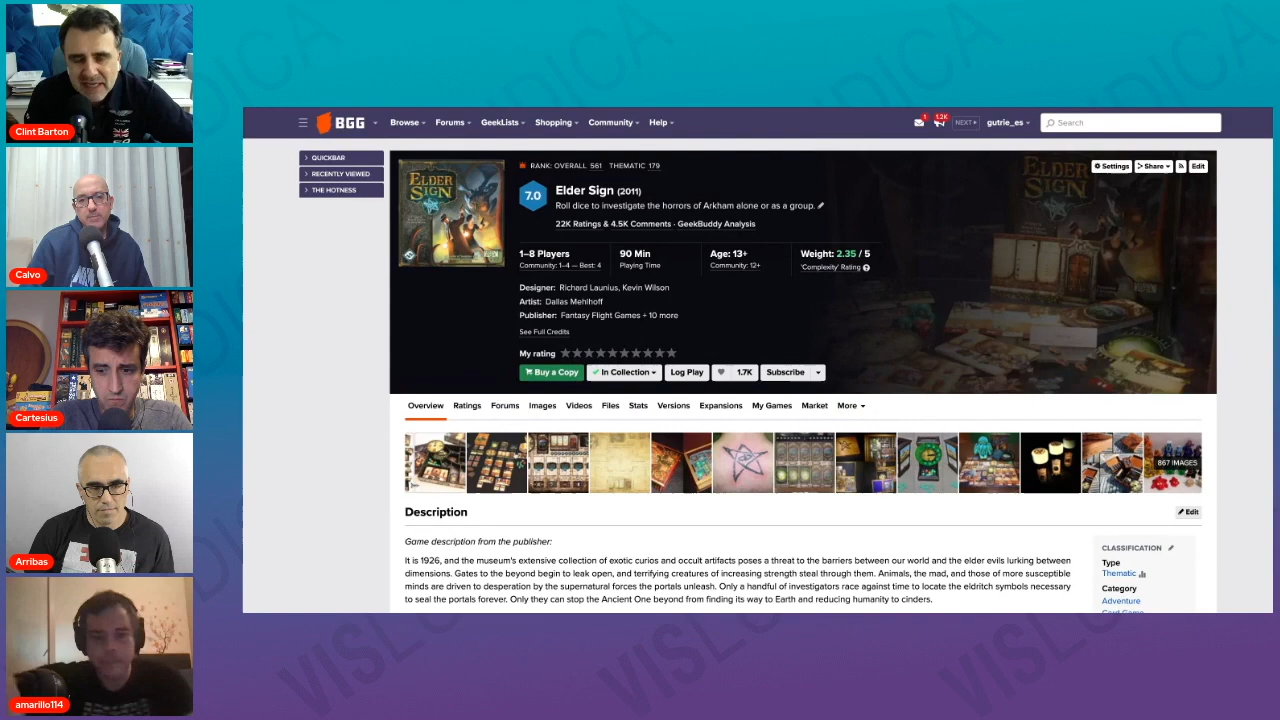 Clint Barton
Calvo
Cartesius
Arribas
amarillo114
BGG
Browse
Forums
GeekLists
Shopping
Community
Help
1
1.2K
NEXT
gutrie_es
Search
QUICKBAR
RECENTLY VIEWED
THE HOTNESS
ELDER SIGN
RANK: OVERALL 561 THEMATIC 179
Settings
Share
Edit
7.0
Elder Sign (2011)
Roll dice to investigate the horrors of Arkham alone or as a group.
22K Ratings & 4.5K Comments · GeekBuddy Analysis
1–8 Players
Community: 1–4 — Best: 4
90 Min
Playing Time
Age: 13+
Community: 12+
Weight: 2.35 / 5
'Complexity' Rating
Designer: Richard Launius, Kevin Wilson
Artist: Dallas Mehlhoff
Publisher: Fantasy Flight Games + 10 more
See Full Credits
My rating
Buy a Copy
In Collection
Log Play
1.7K
Subscribe
Overview
Ratings
Forums
Images
Videos
Files
Stats
Versions
Expansions
My Games
Market
More
867 IMAGES
Description
Edit
Game description from the publisher:
It is 1926, and the museum's extensive collection of exotic curios and occult artifacts poses a threat to the barriers between our world and the elder evils lurking between
dimensions. Gates to the beyond begin to leak open, and terrifying creatures of increasing strength steal through them. Animals, the mad, and those of more susceptible
minds are driven to desperation by the supernatural forces the portals unleash. Only a handful of investigators race against time to locate the eldritch symbols necessary
to seal the portals forever. Only they can stop the Ancient One beyond from finding its way to Earth and reducing humanity to cinders.
CLASSIFICATION
Type
Thematic
Category
Adventure
Card Game